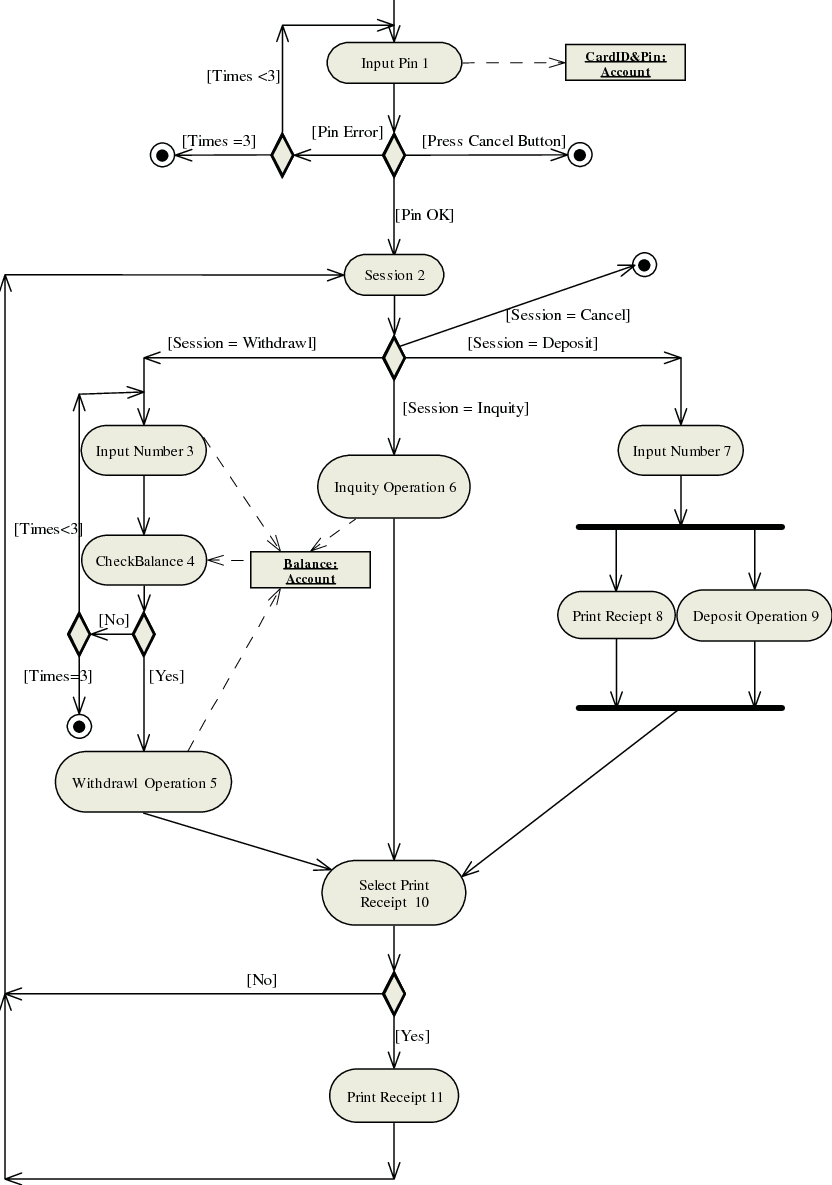 Input Pin 1
CardID&Pin:
Account
[Times <3]
[Pin Error]
[Times =3]
[Press Cancel Button]
[Pin OK]
Session 2
[Session = Cancel]
[Session = Withdrawl]
[Session = Deposit]
[Session = Inquity]
Input Number 3
Input Number 7
Inquity Operation 6
[Times<3]
CheckBalance 4
Balance:
Account
[No]
Print Reciept 8
Deposit Operation 9
[Times=3]
[Yes]
Withdrawl Operation 5
Select Print
Receipt 10
[No]
[Yes]
Print Receipt 11